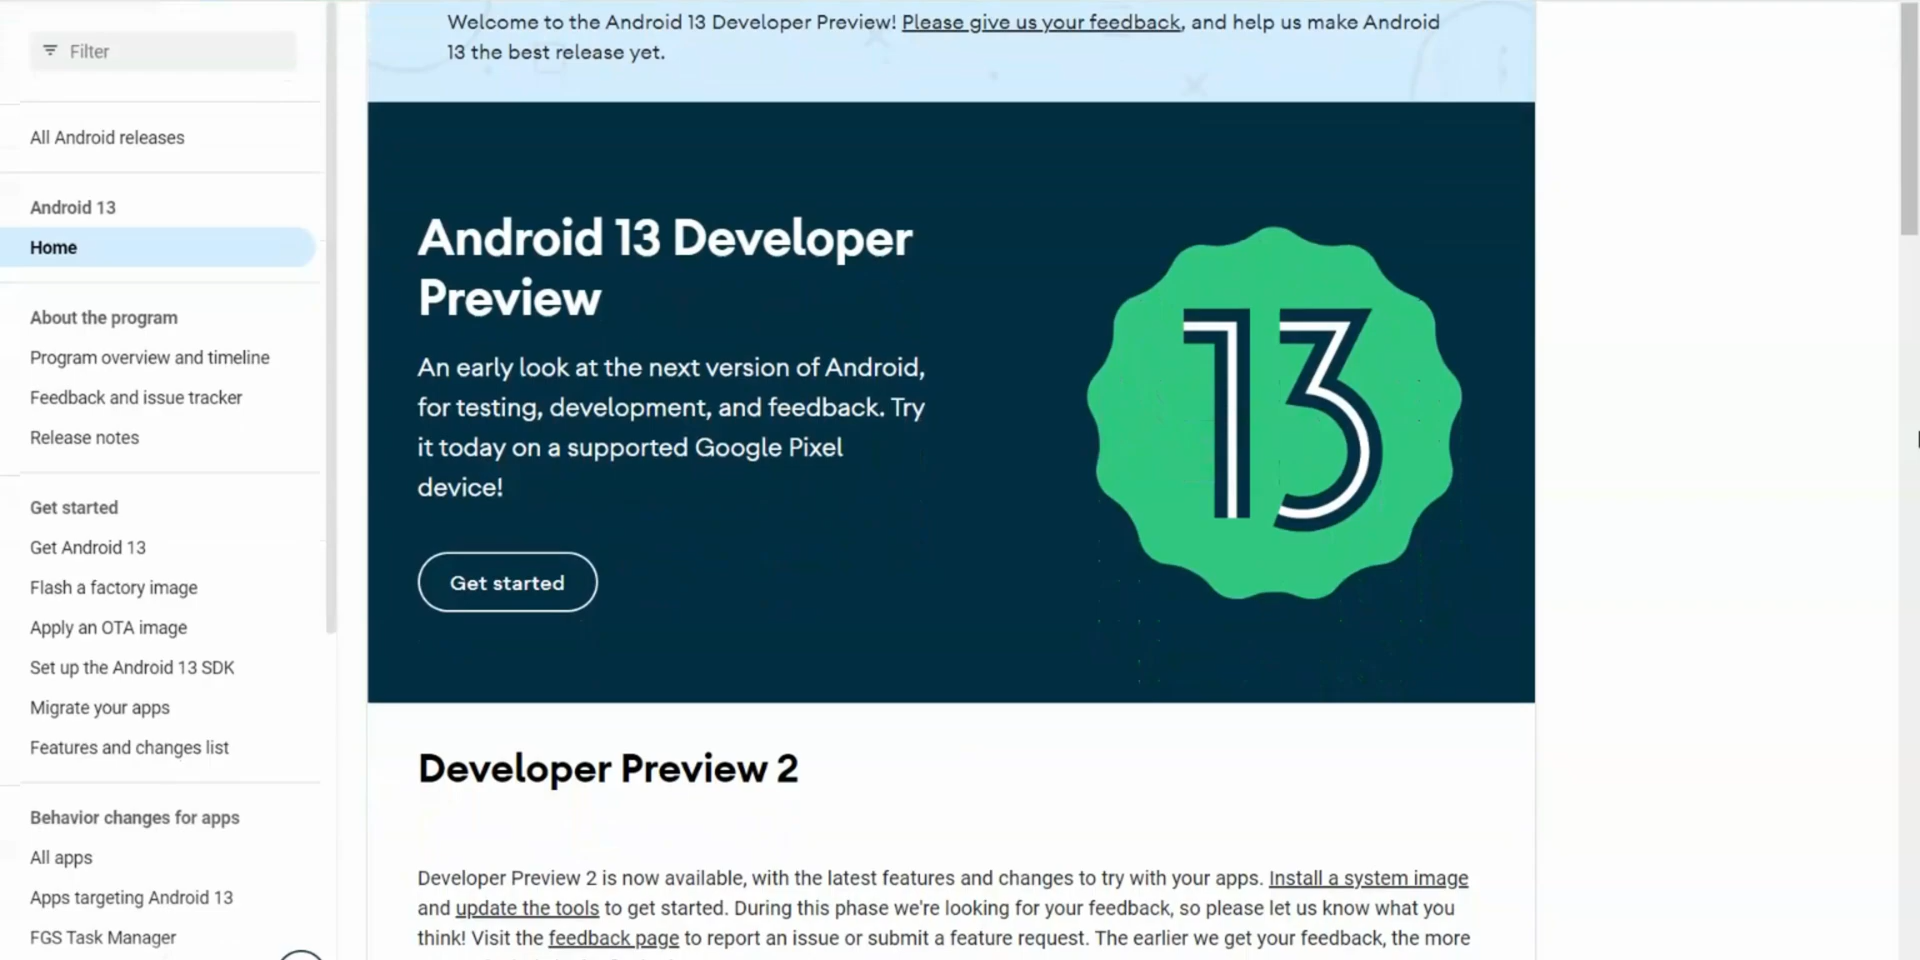 Filter
All Android releases
Android 13
Home
About the program
Program overview and timeline
Feedback and issue tracker
Release notes
Get started
Get Android 13
Flash a factory image
Apply an OTA image
Set up the Android 13 SDK
Migrate your apps
Features and changes list
Behavior changes for apps
All apps
Apps targeting Android 13
FGS Task Manager
Welcome to the Android 13 Developer Preview! Please give us your feedback, and help us make Android
13 the best release yet.
Android 13 Developer
Preview
An early look at the next version of Android,
for testing, development, and feedback. Try
it today on a supported Google Pixel
device!
Get started
13
Developer Preview 2
Developer Preview 2 is now available, with the latest features and changes to try with your apps. Install a system image
and update the tools to get started. During this phase we're looking for your feedback, so please let us know what you
think! Visit the feedback page to report an issue or submit a feature request. The earlier we get your feedback, the more